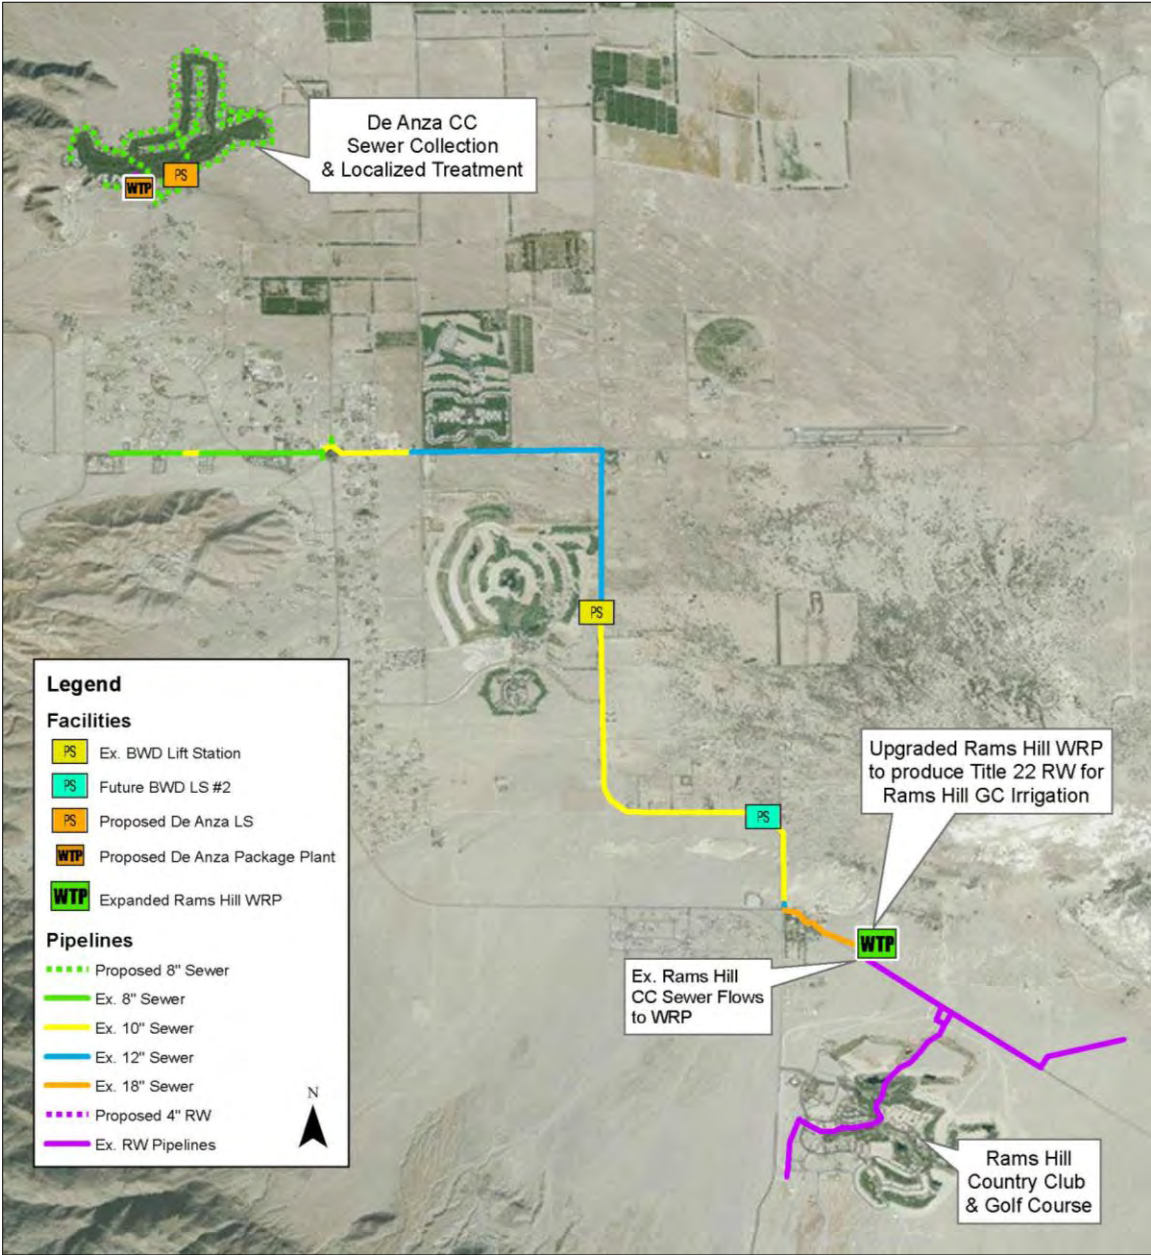 De Anza CC
Sewer Collection
& Localized Treatment
PS
WTP
PS
PS
Upgraded Rams Hill WRP
to produce Title 22 RW for
Rams Hill GC Irrigation
WTP
Ex. Rams Hill
CC Sewer Flows
to WRP
Rams Hill
Country Club
& Golf Course
Legend
Facilities
PS Ex. BWD Lift Station
PS Future BWD LS #2
PS Proposed De Anza LS
WTP Proposed De Anza Package Plant
WTP Expanded Rams Hill WRP
Pipelines
Proposed 8" Sewer
Ex. 8" Sewer
Ex. 10" Sewer
Ex. 12" Sewer
Ex. 18" Sewer
Proposed 4" RW
Ex. RW Pipelines
N